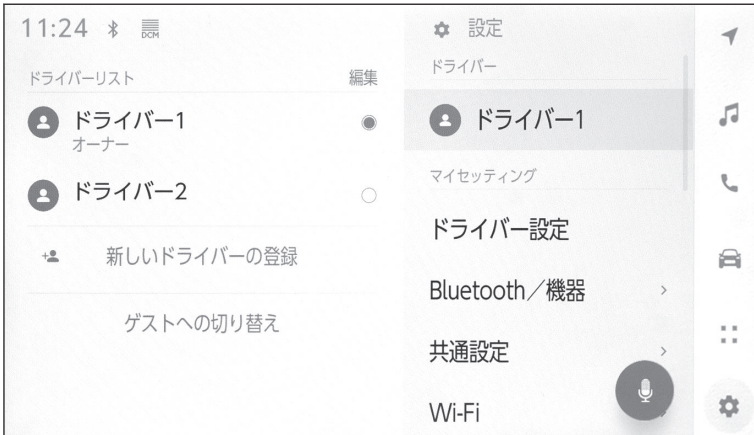 11:24
DCM
ドライバーリスト 編集
ドライバー1
オーナー
ドライバー2
新しいドライバーの登録
ゲストへの切り替え
設定
ドライバー
ドライバー1
マイセッティング
ドライバー設定
Bluetooth／機器
共通設定
Wi-Fi